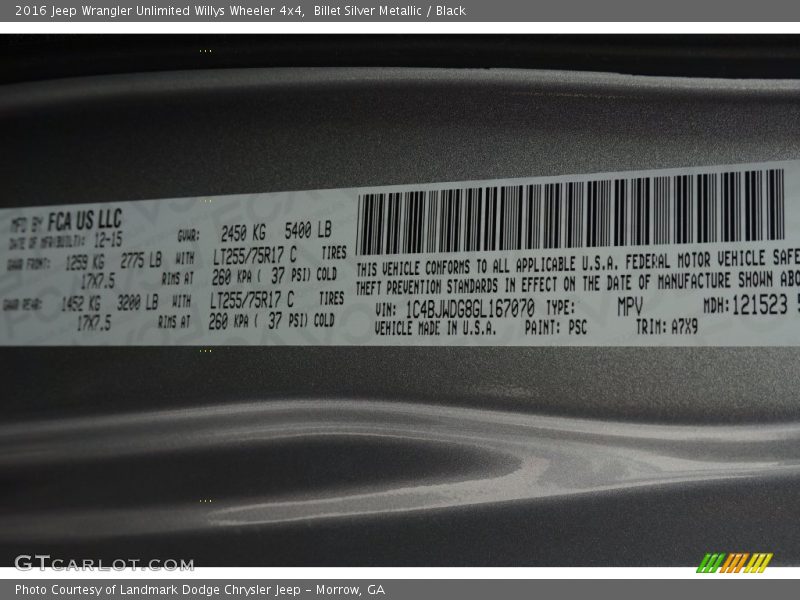 2016 Jeep Wrangler Unlimited Willys Wheeler 4x4, Billet Silver Metallic / Black
MFD BY FCA US LLC
DATE OF MFR(BUILT): 12-15 GVWR: 2450 KG 5400 LB
GAWR FRONT: 1259 KG 2775 LB WITH LT255/75R17 C TIRES
17X7.5 RIMS AT 260 KPA ( 37 PSI) COLD
GAWR REAR: 1452 KG 3200 LB WITH LT255/75R17 C TIRES
17X7.5 RIMS AT 260 KPA ( 37 PSI) COLD
THIS VEHICLE CONFORMS TO ALL APPLICABLE U.S.A. FEDERAL MOTOR VEHICLE SAFE
THEFT PREVENTION STANDARDS IN EFFECT ON THE DATE OF MANUFACTURE SHOWN ABO
VIN: 1C4BJWDG8GL167070 TYPE: MPV MDH: 121523 5
VEHICLE MADE IN U.S.A. PAINT: PSC TRIM: A7X9
GTCARLOT.COM
Photo Courtesy of Landmark Dodge Chrysler Jeep – Morrow, GA